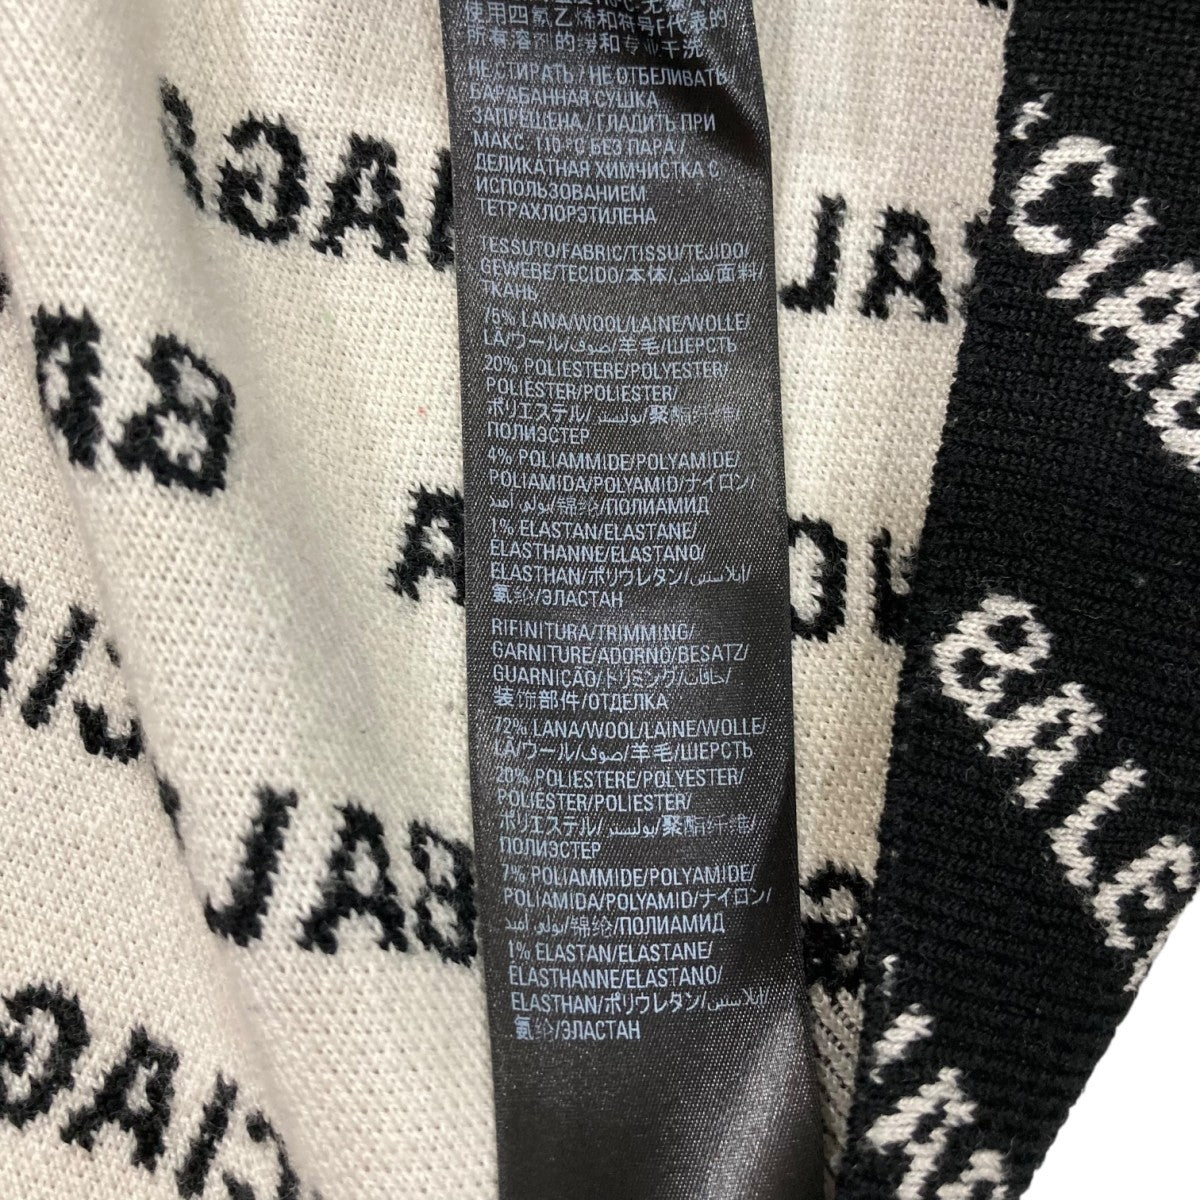 使用四氯乙烯和符号F代表的
所有溶剂的缓和专业干洗
НЕ СТИРАТЬ / НЕ ОТБЕЛИВАТЬ/
БАРАБАННАЯ СУШКА
ЗАПРЕЩЕНА / ГЛАДИТЬ ПРИ
МАКС 110 °C БЕЗ ПАРА /
ДЕЛИКАТНАЯ ХИМЧИСТКА С
ИСПОЛЬЗОВАНИЕМ
ТЕТРАХЛОРЭТИЛЕНА
TESSUTO/FABRIC/TISSU/TEJIDO/
GEWEBE/TECIDO/本体/قماش/面料/
ТКАНЬ
75% LANA/WOOL/LAINE/WOLLE/
LÃ/ウール/صوف/羊毛/ШЕРСТЬ
20% POLIESTERE/POLYESTER/
POLIÉSTER/POLIESTER/
ポリエステル/بوليستر/聚酯纤维/
ПОЛИЭСТЕР
4% POLIAMMIDE/POLYAMIDE/
POLIAMIDA/POLYAMID/ナイロン/
بولي أميد/锦纶/ПОЛИАМИД
1% ELASTAN/ELASTANE/
ELASTHANNE/ELASTANO/
ELASTHAN/ポリウレタン/إيلاستين/
氨纶/ЭЛАСТАН
RIFINITURA/TRIMMING/
GARNITURE/ADORNO/BESATZ/
GUARNICÃO/トリミング/حافات/
装饰部件/ОТДЕЛКА
72% LANA/WOOL/LAINE/WOLLE/
LÃ/ウール/صوف/羊毛/ШЕРСТЬ
20% POLIESTERE/POLYESTER/
POLIÉSTER/POLIESTER/
ポリエステル/بوليستر/聚酯纤维/
ПОЛИЭСТЕР
7% POLIAMMIDE/POLYAMIDE/
POLIAMIDA/POLYAMID/ナイロン/
بولي أميد/锦纶/ПОЛИАМИД
1% ELASTAN/ELASTANE/
ELASTHANNE/ELASTANO/
ELASTHAN/ポリウレタン/إيلاستين/
氨纶/ЭЛАСТАН